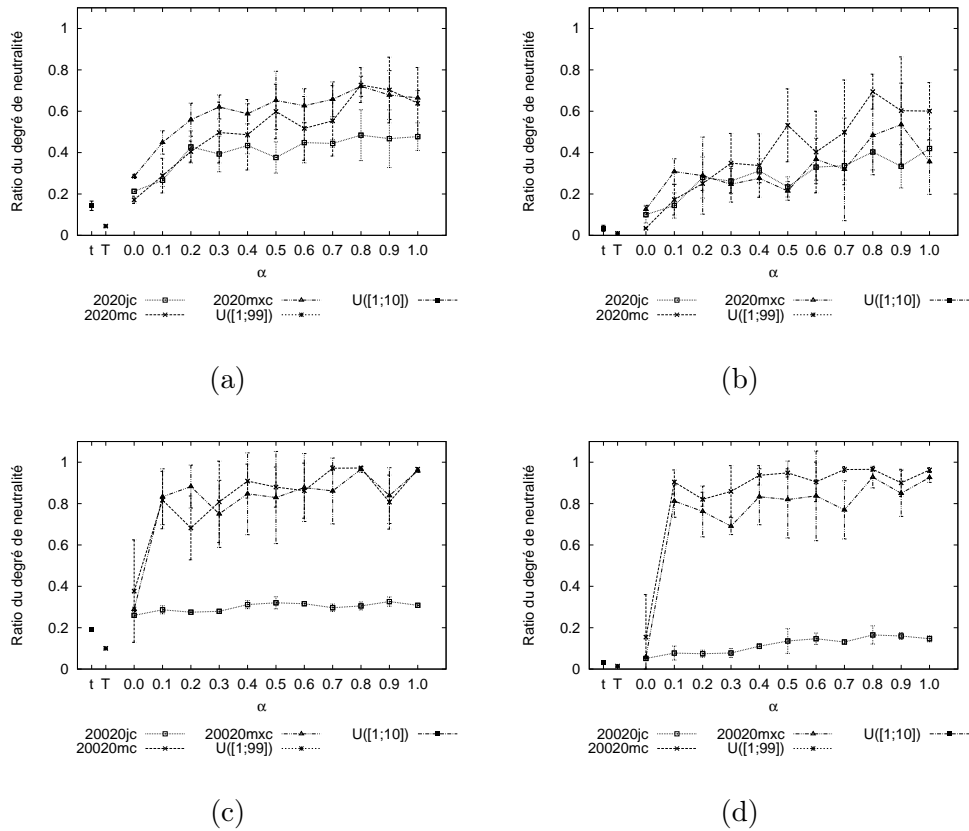 1
0.8
0.6
0.4
0.2
0
Ratio du degré de neutralité
t T 0.0 0.1 0.2 0.3 0.4 0.5 0.6 0.7 0.8 0.9 1.0
α
2020jc 2020mxc U([1;10])
2020mc U([1;99])
(a)
1
0.8
0.6
0.4
0.2
0
Ratio du degré de neutralité
t T 0.0 0.1 0.2 0.3 0.4 0.5 0.6 0.7 0.8 0.9 1.0
α
2020jc 2020mxc U([1;10])
2020mc U([1;99])
(b)
1
0.8
0.6
0.4
0.2
0
Ratio du degré de neutralité
t T 0.0 0.1 0.2 0.3 0.4 0.5 0.6 0.7 0.8 0.9 1.0
α
20020jc 20020mxc U([1;10])
20020mc U([1;99])
(c)
1
0.8
0.6
0.4
0.2
0
Ratio du degré de neutralité
t T 0.0 0.1 0.2 0.3 0.4 0.5 0.6 0.7 0.8 0.9 1.0
α
20020jc 20020mxc U([1;10])
20020mc U([1;99])
(d)